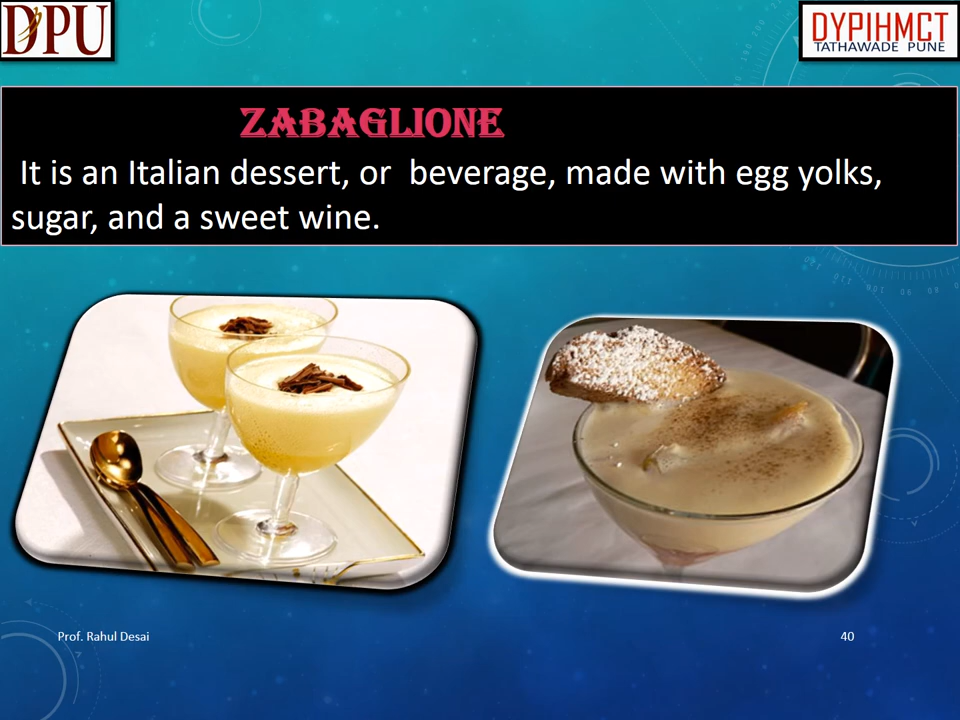 DPU
DYPIHMCT
TATHAWADE PUNE
ZABAGLIONE
It is an Italian dessert, or beverage, made with egg yolks,
sugar, and a sweet wine.
Prof. Rahul Desai
40